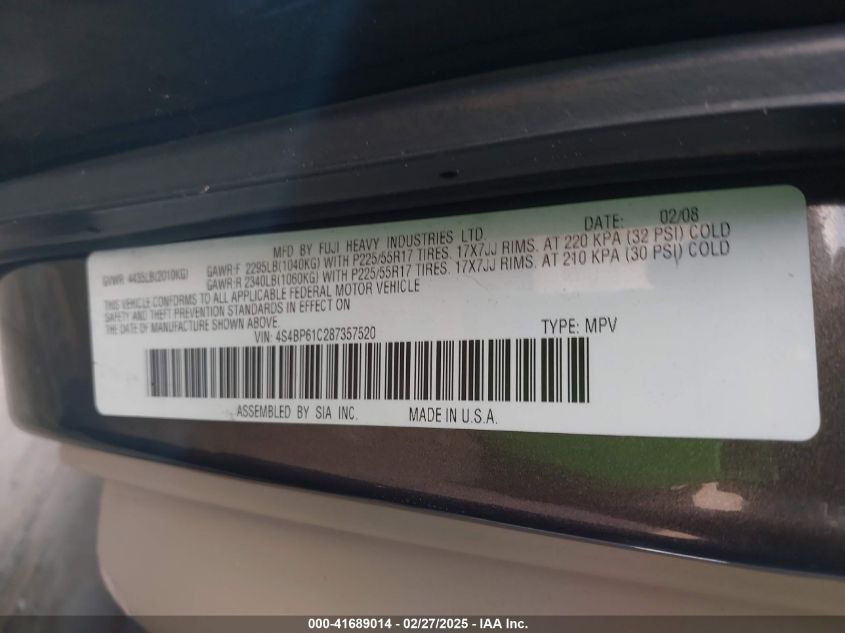 MFD BY FUJI HEAVY INDUSTRIES LTD. DATE: 02/08
GVWR 4435LB(2010KG) GAWR:F 2295LB(1040KG) WITH P225/55R17 TIRES. 17X7JJ RIMS. AT 220 KPA (32 PSI) COLD
GAWR:R 2340LB(1060KG) WITH P225/55R17 TIRES. 17X7JJ RIMS. AT 210 KPA (30 PSI) COLD
THIS VEHICLE CONFORMS TO ALL APPLICABLE FEDERAL MOTOR VEHICLE
SAFETY AND THEFT PREVENTION STANDARDS IN EFFECT ON
THE DATE OF MANUFACTURE SHOWN ABOVE.
VIN: 4S4BP61C287357520 TYPE: MPV
ASSEMBLED BY SIA INC. MADE IN U.S.A.
000-41689014 - 02/27/2025 - IAA Inc.